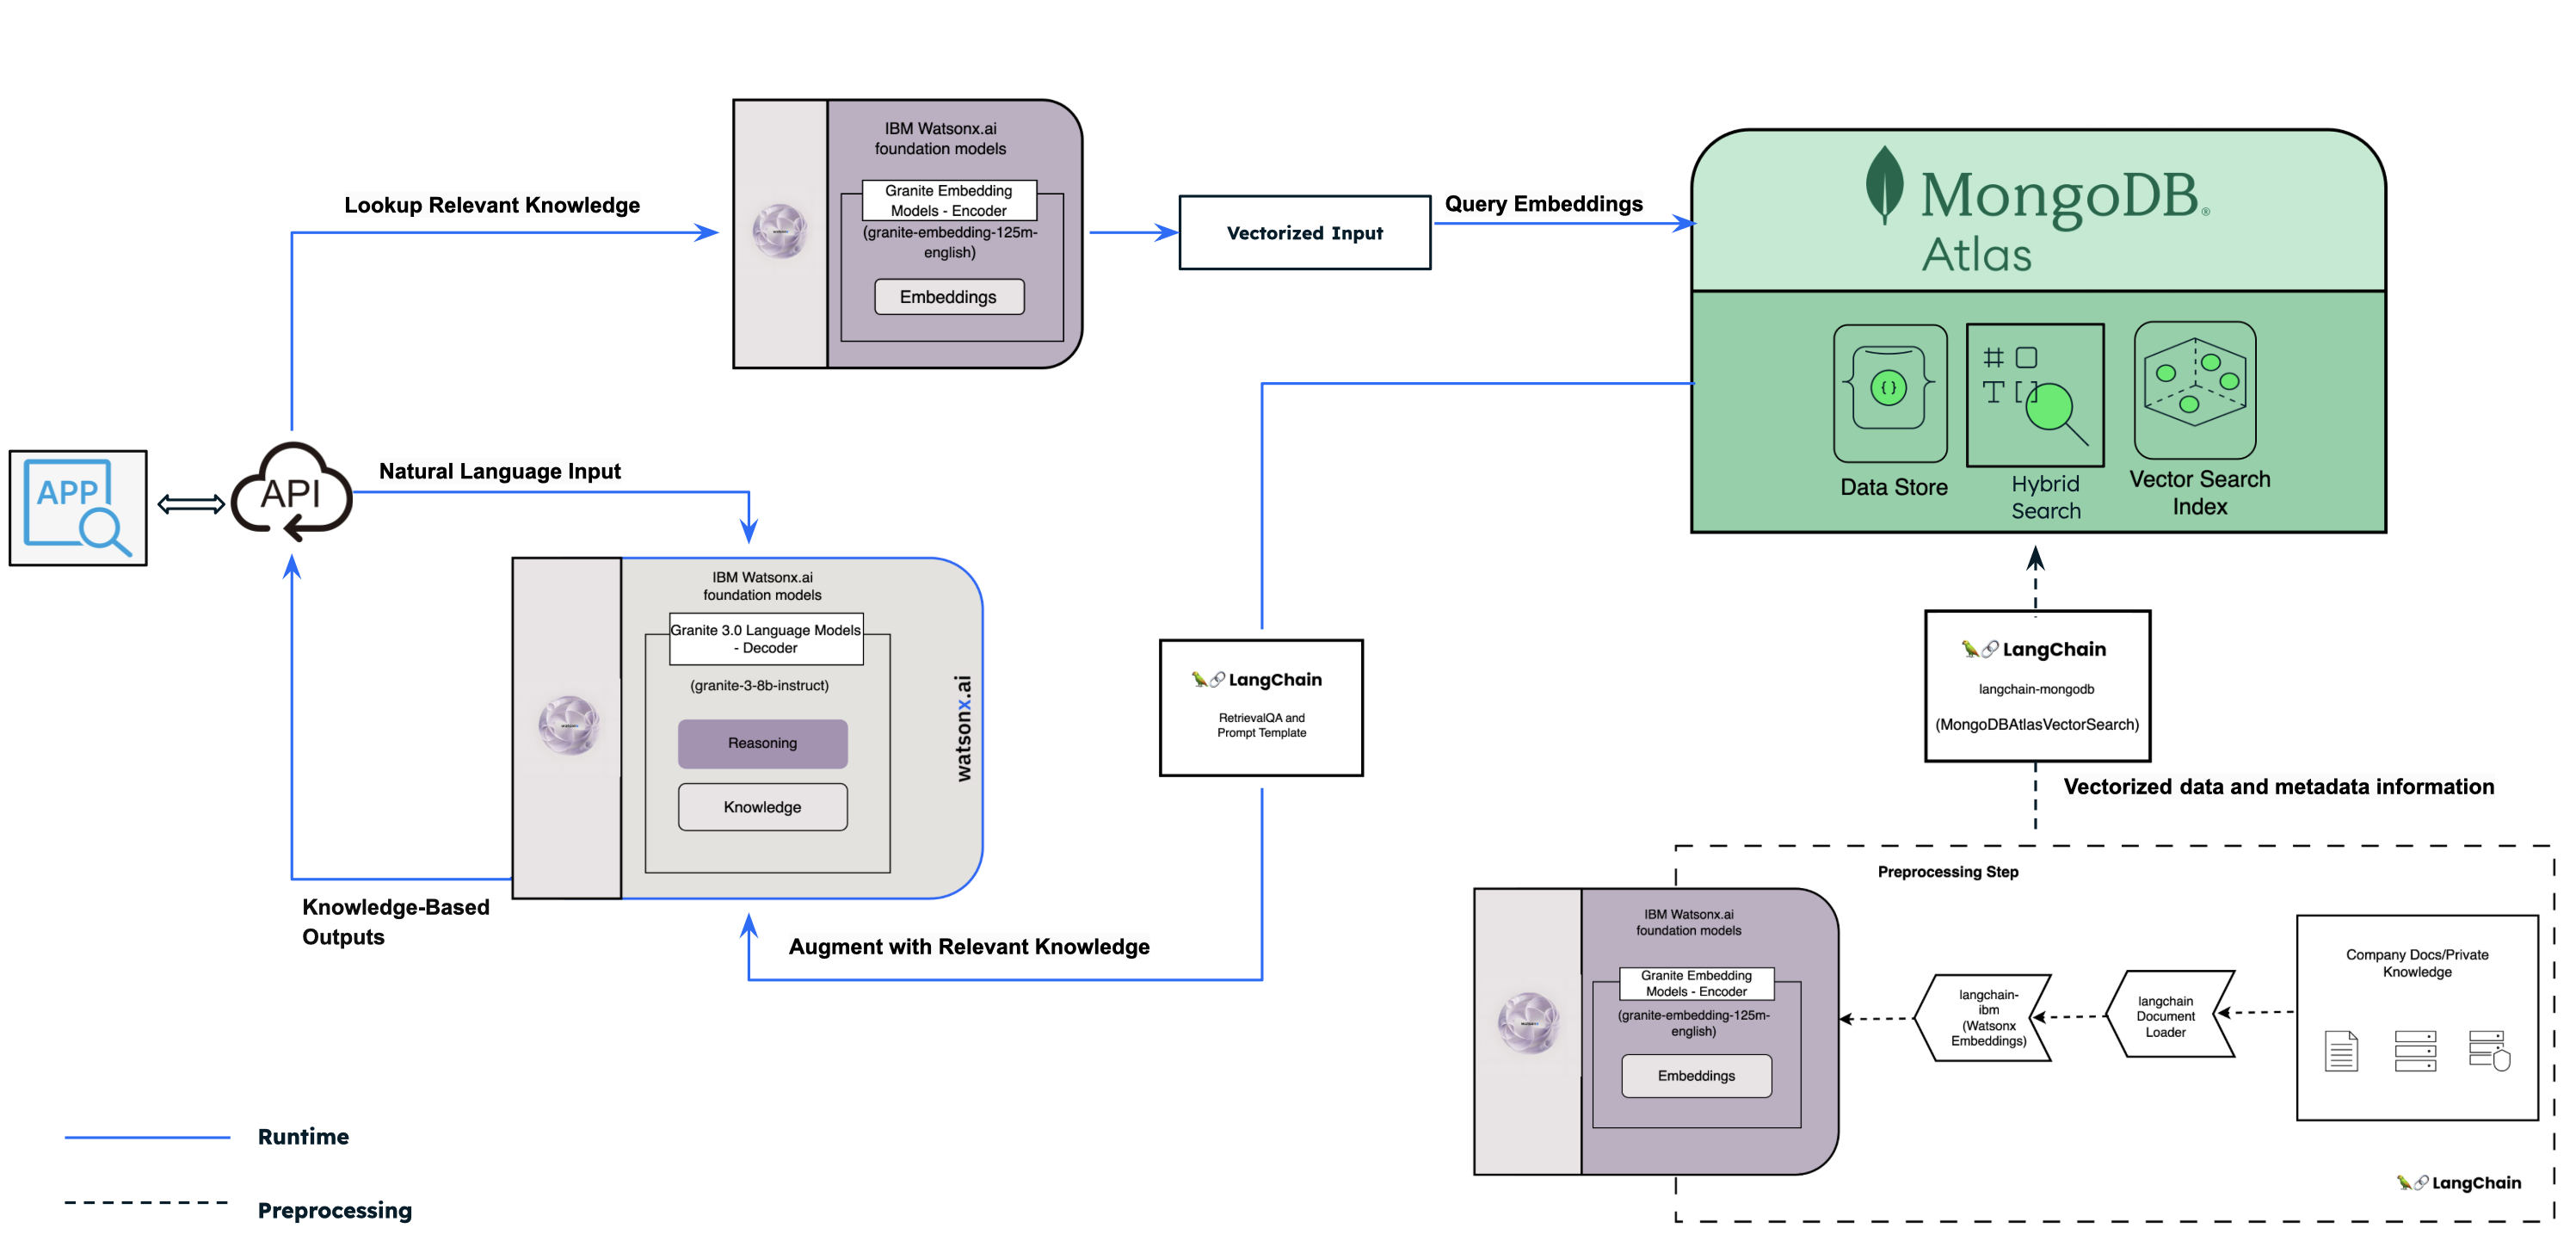 IBM Watsonx.ai
foundation models
Granite Embedding
Models - Encoder
(granite-embedding-125m-
english)
Embeddings
Lookup Relevant Knowledge
Vectorized Input
Query Embeddings
MongoDB®
Atlas
Data Store
Hybrid
Search
Vector Search
Index
APP
API
Natural Language Input
IBM Watsonx.ai
foundation models
Granite 3.0 Language Models
- Decoder
(granite-3-8b-instruct)
Reasoning
Knowledge
watsonx.ai
Knowledge-Based
Outputs
Augment with Relevant Knowledge
LangChain
RetrievalQA and
Prompt Template
LangChain
langchain-mongodb
(MongoDBAtlasVectorSearch)
Vectorized data and metadata information
Preprocessing Step
IBM Watsonx.ai
foundation models
Granite Embedding
Models - Encoder
(granite-embedding-125m-
english)
Embeddings
langchain-
ibm
(Watsonx
Embeddings)
langchain
Document
Loader
Company Docs/Private
Knowledge
LangChain
Runtime
Preprocessing